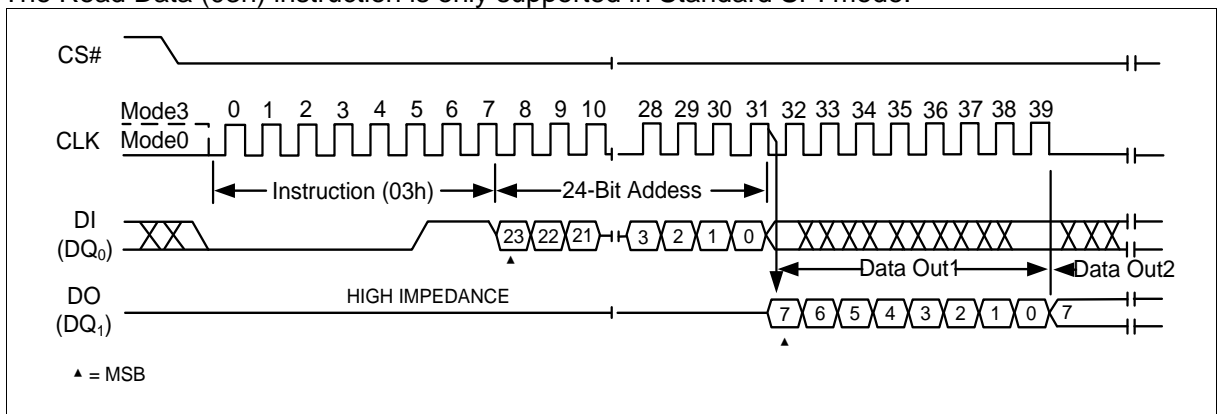 The Read Data (03h) instruction is only supported in Standard SPI mode.
CS#
Mode3 0 1 2 3 4 5 6 7 8 9 10 28 29 30 31 32 33 34 35 36 37 38 39
CLK Mode0
Instruction (03h) 24-Bit Addess
DI
(DQ0) 23 22 21 3 2 1 0
Data Out1 Data Out2
DO HIGH IMPEDANCE
(DQ1) 7 6 5 4 3 2 1 0 7
▲ = MSB